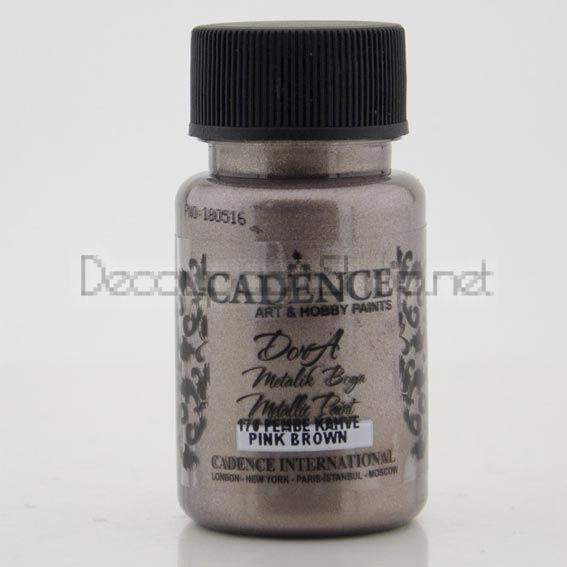 PNO=180516
CADENCE
ART & HOBBY PAINTS
DorA
Metalik Boya
Metallic Paint
PEMBE KAHVE
PINK BROWN
CADENCE INTERNATIONAL
LONDON- NEW YORK - PARIS-ISTANBUL - MOSCOW